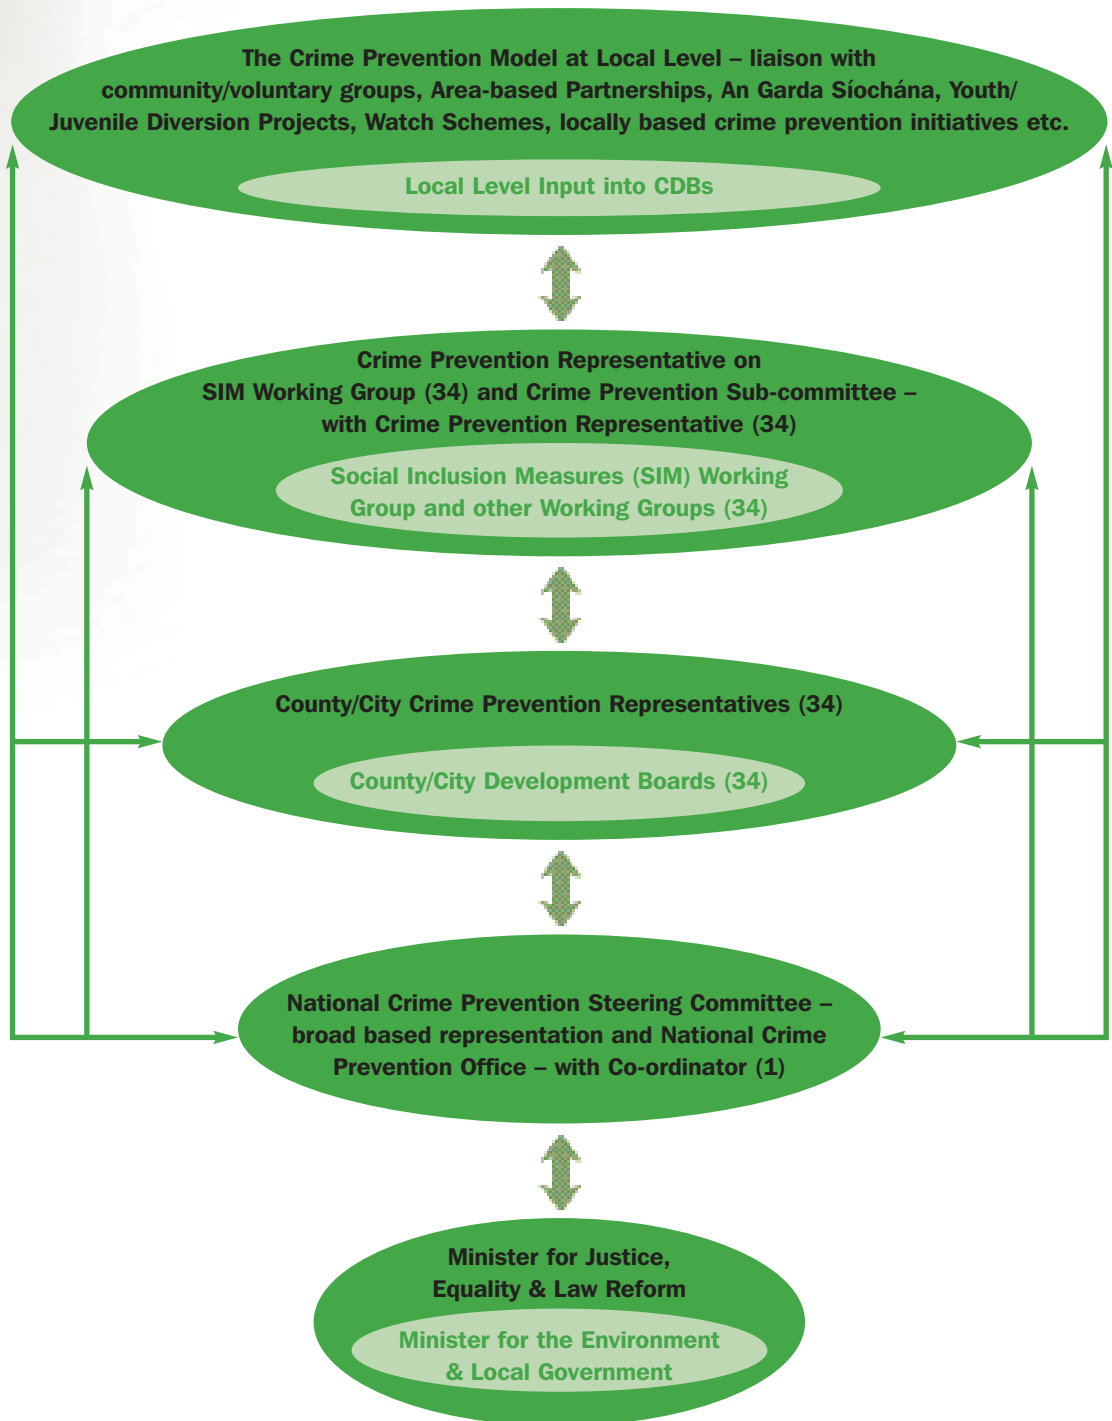 The Crime Prevention Model at Local Level – liaison with
community/voluntary groups, Area-based Partnerships, An Garda Síochána, Youth/
Juvenile Diversion Projects, Watch Schemes, locally based crime prevention initiatives etc.
Local Level Input into CDBs
Crime Prevention Representative on
SIM Working Group (34) and Crime Prevention Sub-committee –
with Crime Prevention Representative (34)
Social Inclusion Measures (SIM) Working
Group and other Working Groups (34)
County/City Crime Prevention Representatives (34)
County/City Development Boards (34)
National Crime Prevention Steering Committee –
broad based representation and National Crime
Prevention Office – with Co-ordinator (1)
Minister for Justice,
Equality & Law Reform
Minister for the Environment
& Local Government